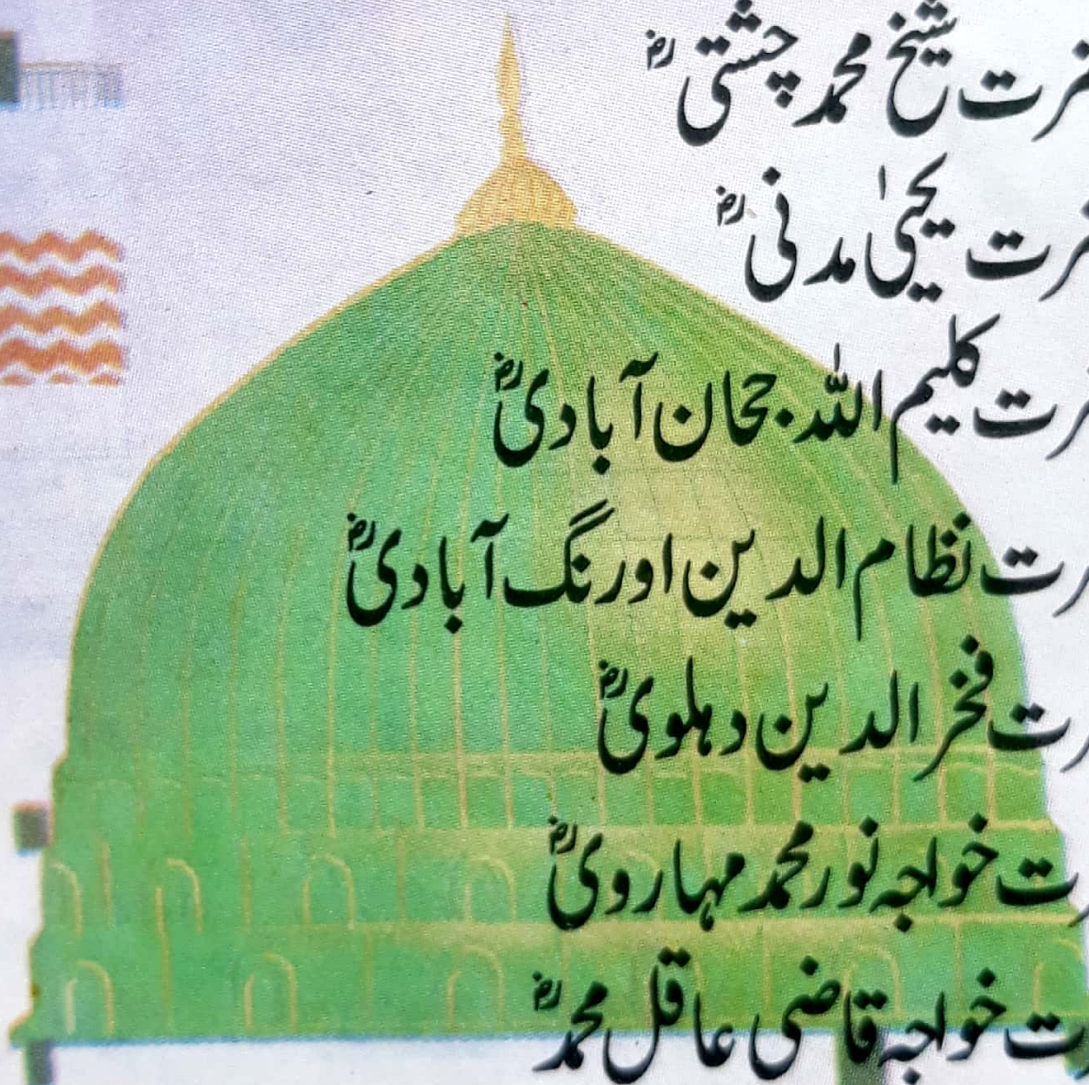 حضرت شیخ محمد چشتیؓ
حضرت یحییٰ مدنیؓ
حضرت کلیم اللہ جہان آبادیؓ
حضرت نظام الدین اورنگ آبادیؓ
حضرت فخر الدین دہلویؓ
حضرت خواجہ نور محمد مہارویؓ
حضرت خواجہ قاضی عاقل محمدؓ